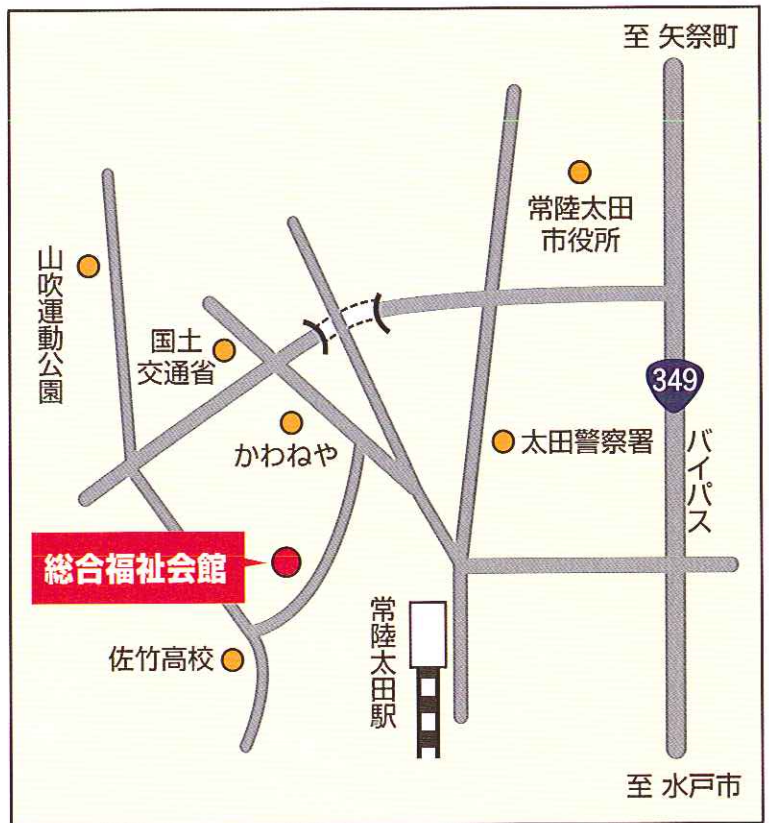 至 矢祭町
常陸太田
市役所
山吹運動公園
国土
交通省
349
バイパス
かわねや
太田警察署
総合福祉会館
常陸太田駅
佐竹高校
至 水戸市